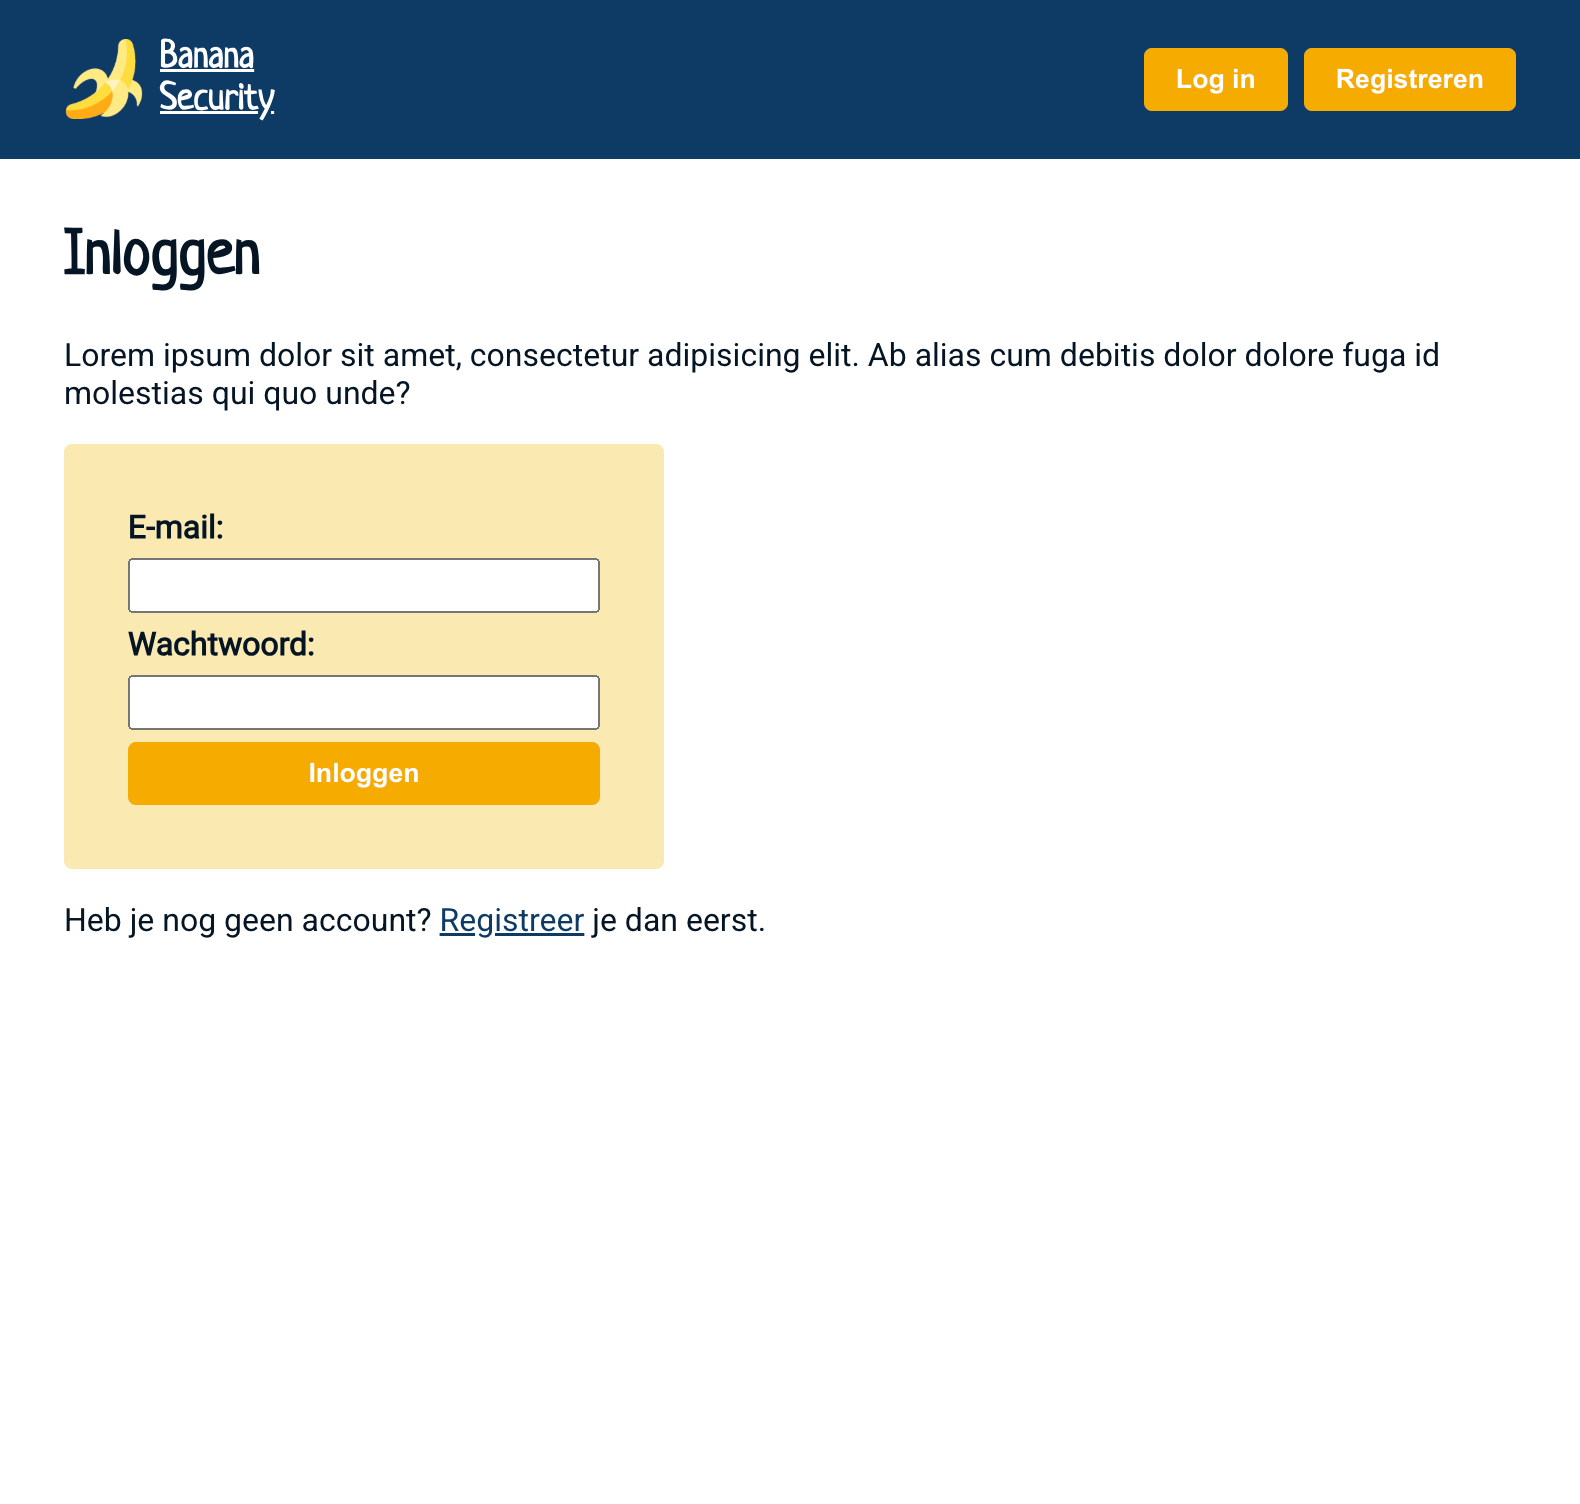 Banana
Security
Log in
Registreren
Inloggen
Lorem ipsum dolor sit amet, consectetur adipisicing elit. Ab alias cum debitis dolor dolore fuga id
molestias qui quo unde?
E-mail:
Wachtwoord:
Inloggen
Heb je nog geen account? Registreer je dan eerst.